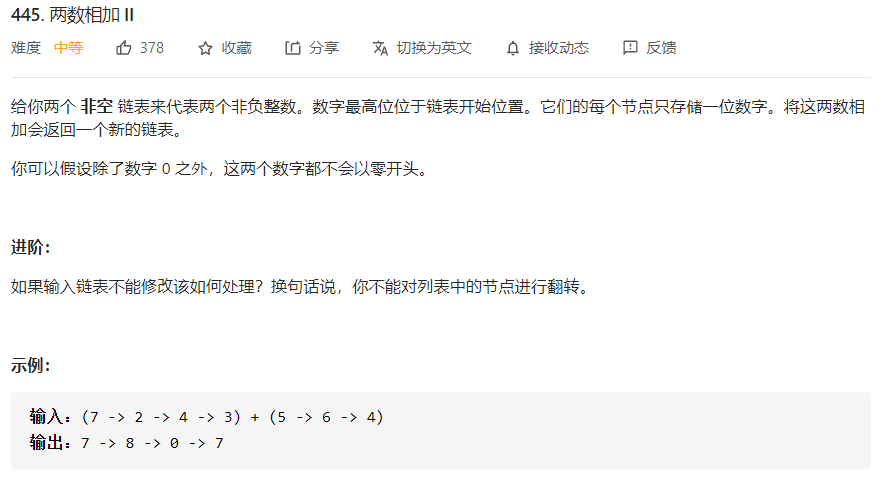 445. 两数相加 II
难度 中等 378 收藏 分享 切换为英文 接收动态 反馈
给你两个 非空 链表来代表两个非负整数。数字最高位位于链表开始位置。它们的每个节点只存储一位数字。将这两数相
加会返回一个新的链表。
你可以假设除了数字 0 之外，这两个数字都不会以零开头。
进阶：
如果输入链表不能修改该如何处理？换句话说，你不能对列表中的节点进行翻转。
示例：
输入：(7 -> 2 -> 4 -> 3) + (5 -> 6 -> 4)
输出：7 -> 8 -> 0 -> 7